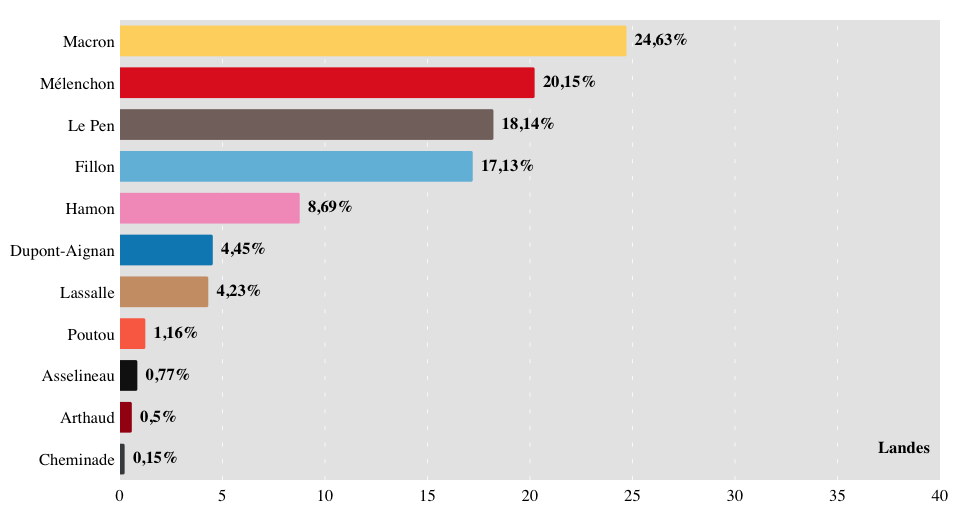 Macron 24,63%
Mélenchon 20,15%
Le Pen 18,14%
Fillon 17,13%
Hamon 8,69%
Dupont-Aignan 4,45%
Lassalle 4,23%
Poutou 1,16%
Asselineau 0,77%
Arthaud 0,5%
Landes
Cheminade 0,15%
0 5 10 15 20 25 30 35 40